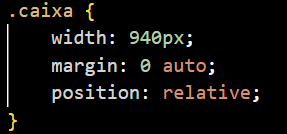 .caixa {
    width: 940px;
    margin: 0 auto;
    position: relative;
}